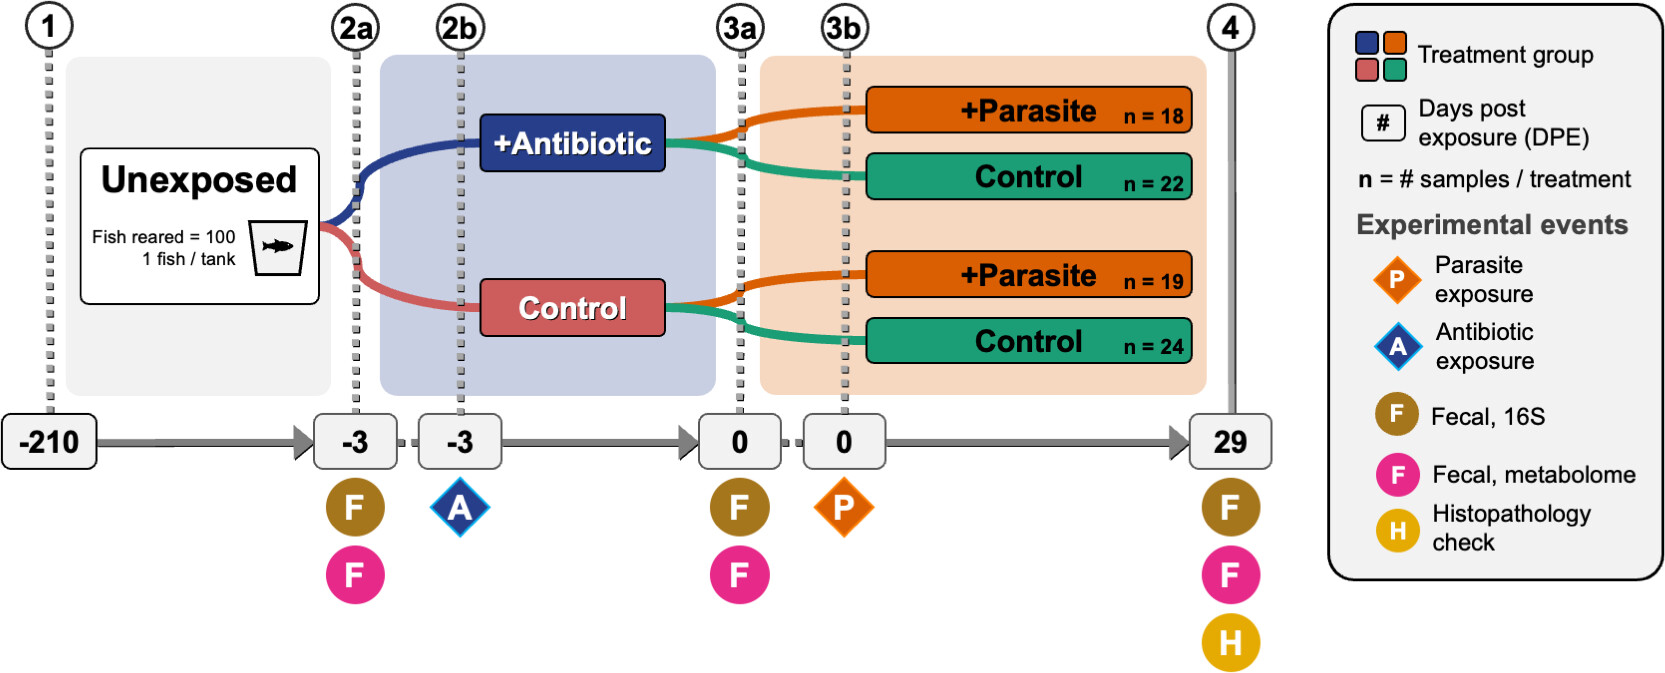 1
2a
2b
3a
3b
4
Unexposed
Fish reared = 100
1 fish / tank
+Antibiotic
Control
+Parasite n = 18
Control n = 22
+Parasite n = 19
Control n = 24
-210
-3
-3
0
0
29
F
A
F
P
F
F
F
F
H
Treatment group
# Days post
exposure (DPE)
n = # samples / treatment
Experimental events
P Parasite
exposure
A Antibiotic
exposure
F Fecal, 16S
F Fecal, metabolome
H Histopathology
check